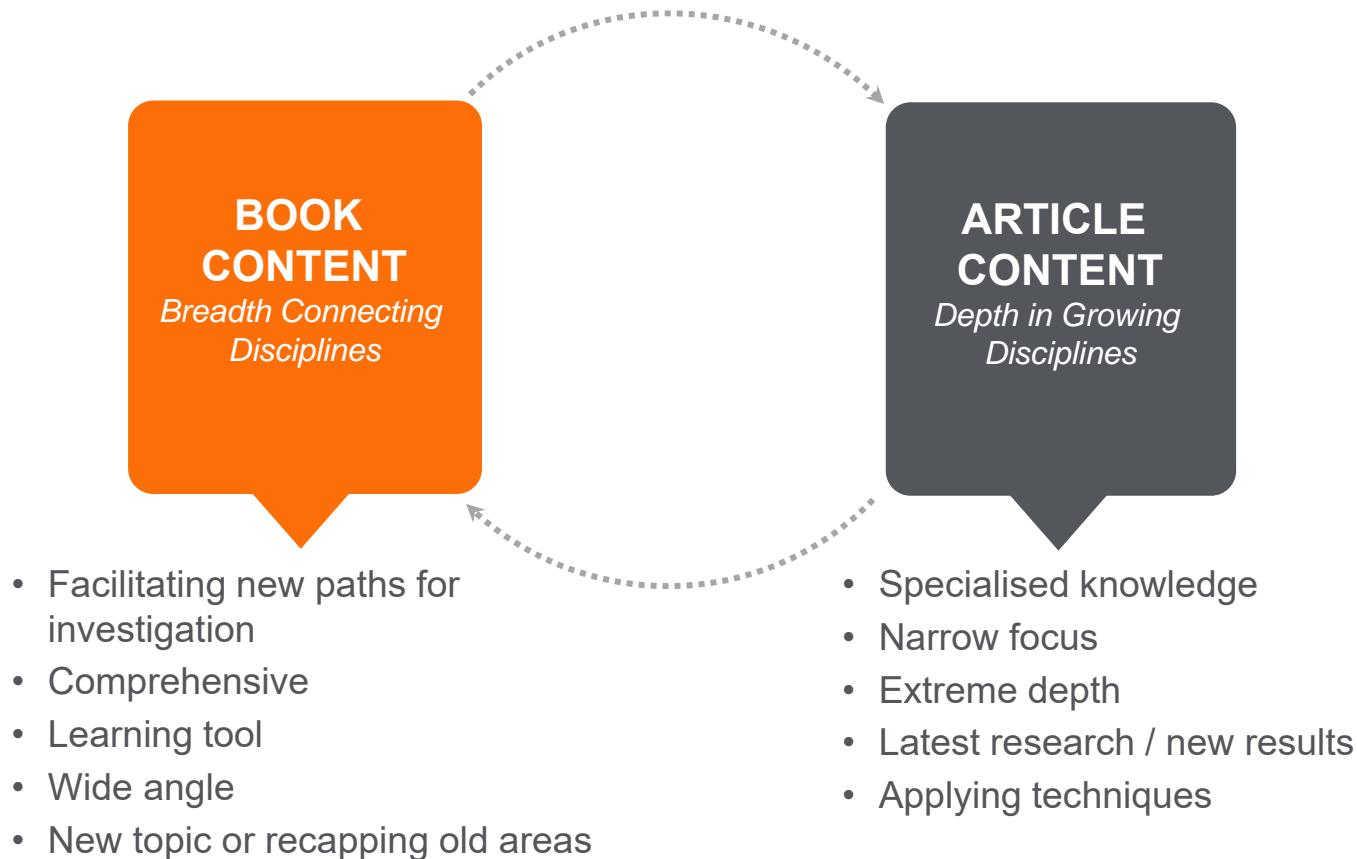 BOOK
CONTENT
Breadth Connecting
Disciplines
• Facilitating new paths for
investigation
• Comprehensive
• Learning tool
• Wide angle
• New topic or recapping old areas
ARTICLE
CONTENT
Depth in Growing
Disciplines
• Specialised knowledge
• Narrow focus
• Extreme depth
• Latest research / new results
• Applying techniques